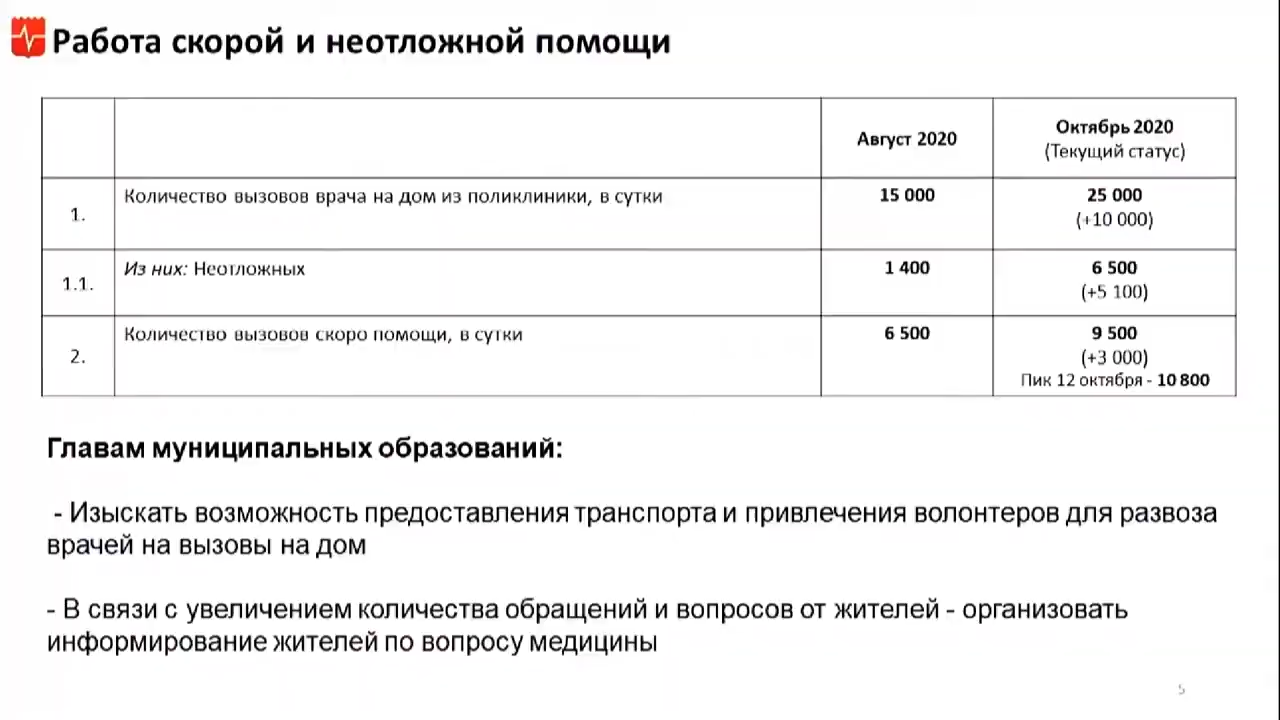 Работа скорой и неотложной помощи
Август 2020
Октябрь 2020
(Текущий статус)
1.
Количество вызовов врача на дом из поликлиники, в сутки
15 000
25 000
(+10 000)
1.1.
Из них: Неотложных
1 400
6 500
(+5 100)
2.
Количество вызовов скоро помощи, в сутки
6 500
9 500
(+3 000)
Пик 12 октября - 10 800
Главам муниципальных образований:
- Изыскать возможность предоставления транспорта и привлечения волонтеров для развоза
врачей на вызовы на дом
- В связи с увеличением количества обращений и вопросов от жителей - организовать
информирование жителей по вопросу медицины
5